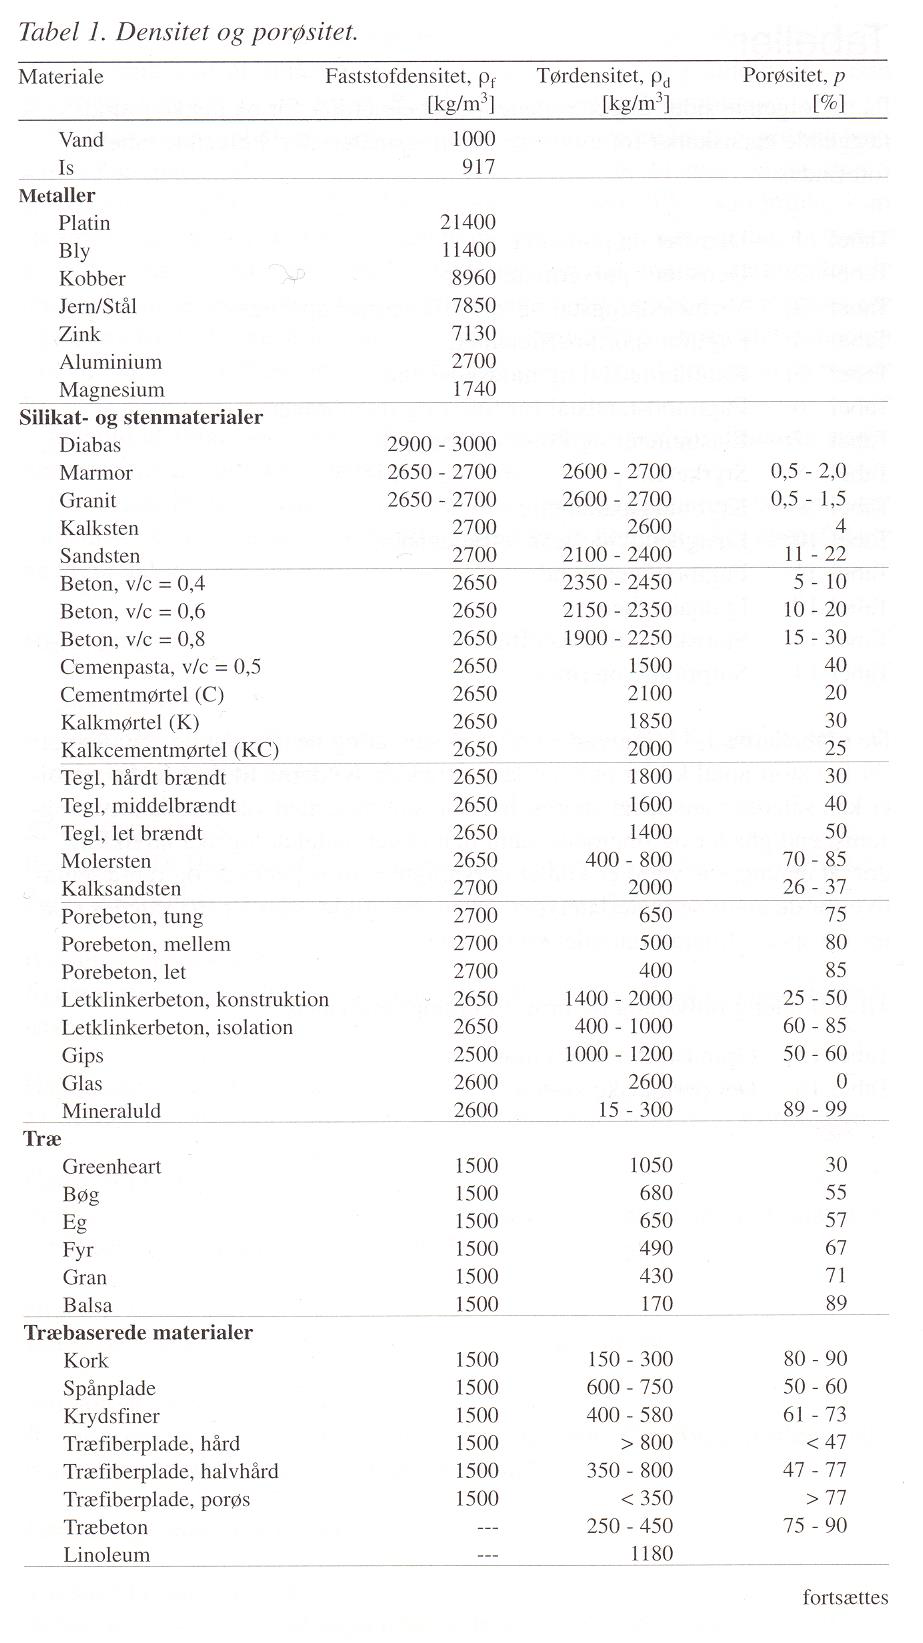 Tabel 1. Densitet og porøsitet.
Materiale Faststofdensitet, ρf Tørdensitet, ρd Porøsitet, p
[kg/m³] [kg/m³] [%]
Vand 1000
Is 917
Metaller
Platin 21400
Bly 11400
Kobber 8960
Jern/Stål 7850
Zink 7130
Aluminium 2700
Magnesium 1740
Silikat- og stenmaterialer
Diabas 2900 - 3000
Marmor 2650 - 2700 2600 - 2700 0,5 - 2,0
Granit 2650 - 2700 2600 - 2700 0,5 - 1,5
Kalksten 2700 2600 4
Sandsten 2700 2100 - 2400 11 - 22
Beton, v/c = 0,4 2650 2350 - 2450 5 - 10
Beton, v/c = 0,6 2650 2150 - 2350 10 - 20
Beton, v/c = 0,8 2650 1900 - 2250 15 - 30
Cemenpasta, v/c = 0,5 2650 1500 40
Cementmørtel (C) 2650 2100 20
Kalkmørtel (K) 2650 1850 30
Kalkcementmørtel (KC) 2650 2000 25
Tegl, hårdt brændt 2650 1800 30
Tegl, middelbrændt 2650 1600 40
Tegl, let brændt 2650 1400 50
Molersten 2650 400 - 800 70 - 85
Kalksandsten 2700 2000 26 - 37
Porebeton, tung 2700 650 75
Porebeton, mellem 2700 500 80
Porebeton, let 2700 400 85
Letklinkerbeton, konstruktion 2650 1400 - 2000 25 - 50
Letklinkerbeton, isolation 2650 400 - 1000 60 - 85
Gips 2500 1000 - 1200 50 - 60
Glas 2600 2600 0
Mineraluld 2600 15 - 300 89 - 99
Træ
Greenheart 1500 1050 30
Bøg 1500 680 55
Eg 1500 650 57
Fyr 1500 490 67
Gran 1500 430 71
Balsa 1500 170 89
Træbaserede materialer
Kork 1500 150 - 300 80 - 90
Spånplade 1500 600 - 750 50 - 60
Krydsfiner 1500 400 - 580 61 - 73
Træfiberplade, hård 1500 > 800 < 47
Træfiberplade, halvhård 1500 350 - 800 47 - 77
Træfiberplade, porøs 1500 < 350 > 77
Træbeton --- 250 - 450 75 - 90
Linoleum --- 1180
fortsættes